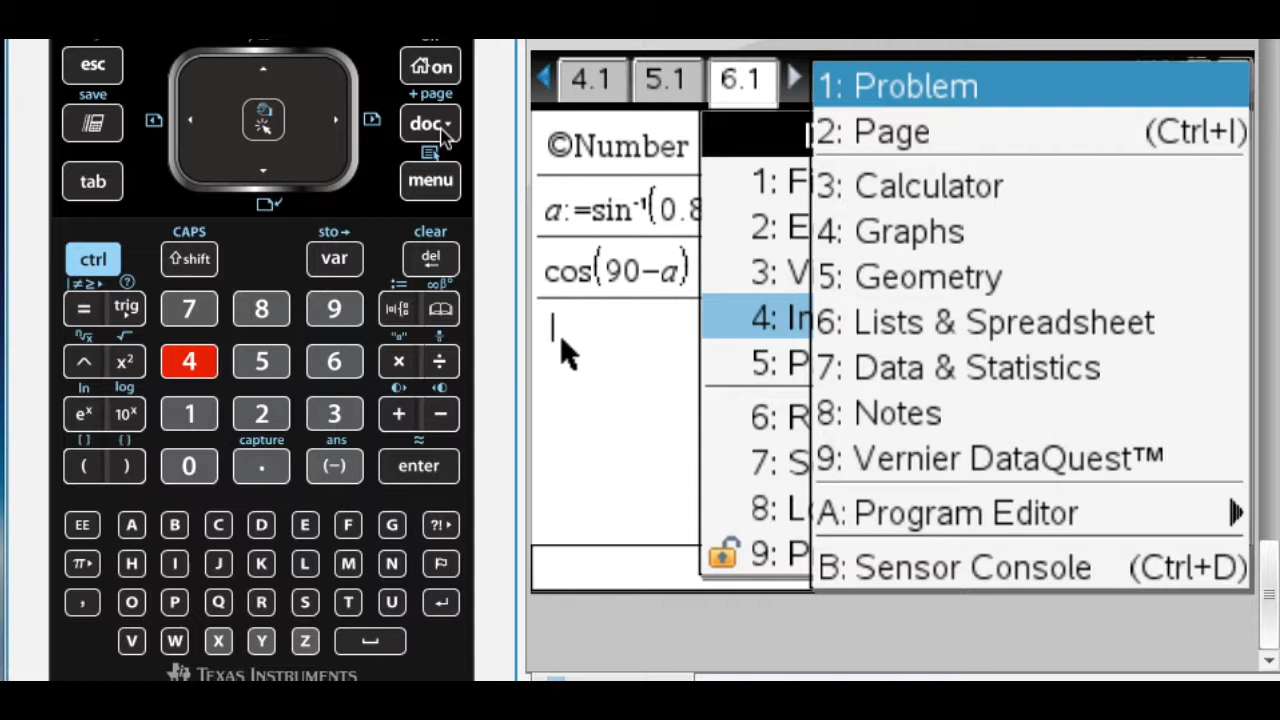 esc
save
tab
on
+ page
doc
menu
CAPS
sto→
clear
ctrl
⇧shift
var
del
|≠≥▸
?
:=
∞β°
=
trig
7
8
9
|□|{8
ⁿ√x
√
"α"
^
x²
4
5
6
×
÷
ln
log
eˣ
10ˣ
1
2
3
+
−
[ ]
{ }
capture
ans
≈
(
)
0
.
(−)
enter
EE
A
B
C
D
E
F
G
?!▸
π▸
H
I
J
K
L
M
N
,
O
P
Q
R
S
T
U
↵
V
W
X
Y
Z
TEXAS INSTRUMENTS
4.1 5.1 6.1
©Number
a:=sin⁻¹(0.8
cos(90−a)
1: F
2: E
3: V
4: In
5: P
6: R
7: S
8: L
9: P
1: Problem
2: Page (Ctrl+I)
3: Calculator
4: Graphs
5: Geometry
6: Lists & Spreadsheet
7: Data & Statistics
8: Notes
9: Vernier DataQuest™
A: Program Editor
B: Sensor Console (Ctrl+D)